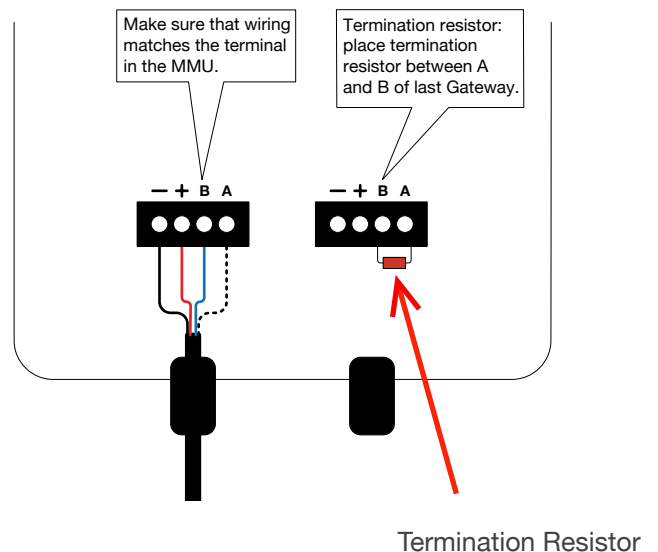 Make sure that wiring
matches the terminal
in the MMU.
Termination resistor:
place termination
resistor between A
and B of last Gateway.
— + B A
— + B A
Termination Resistor